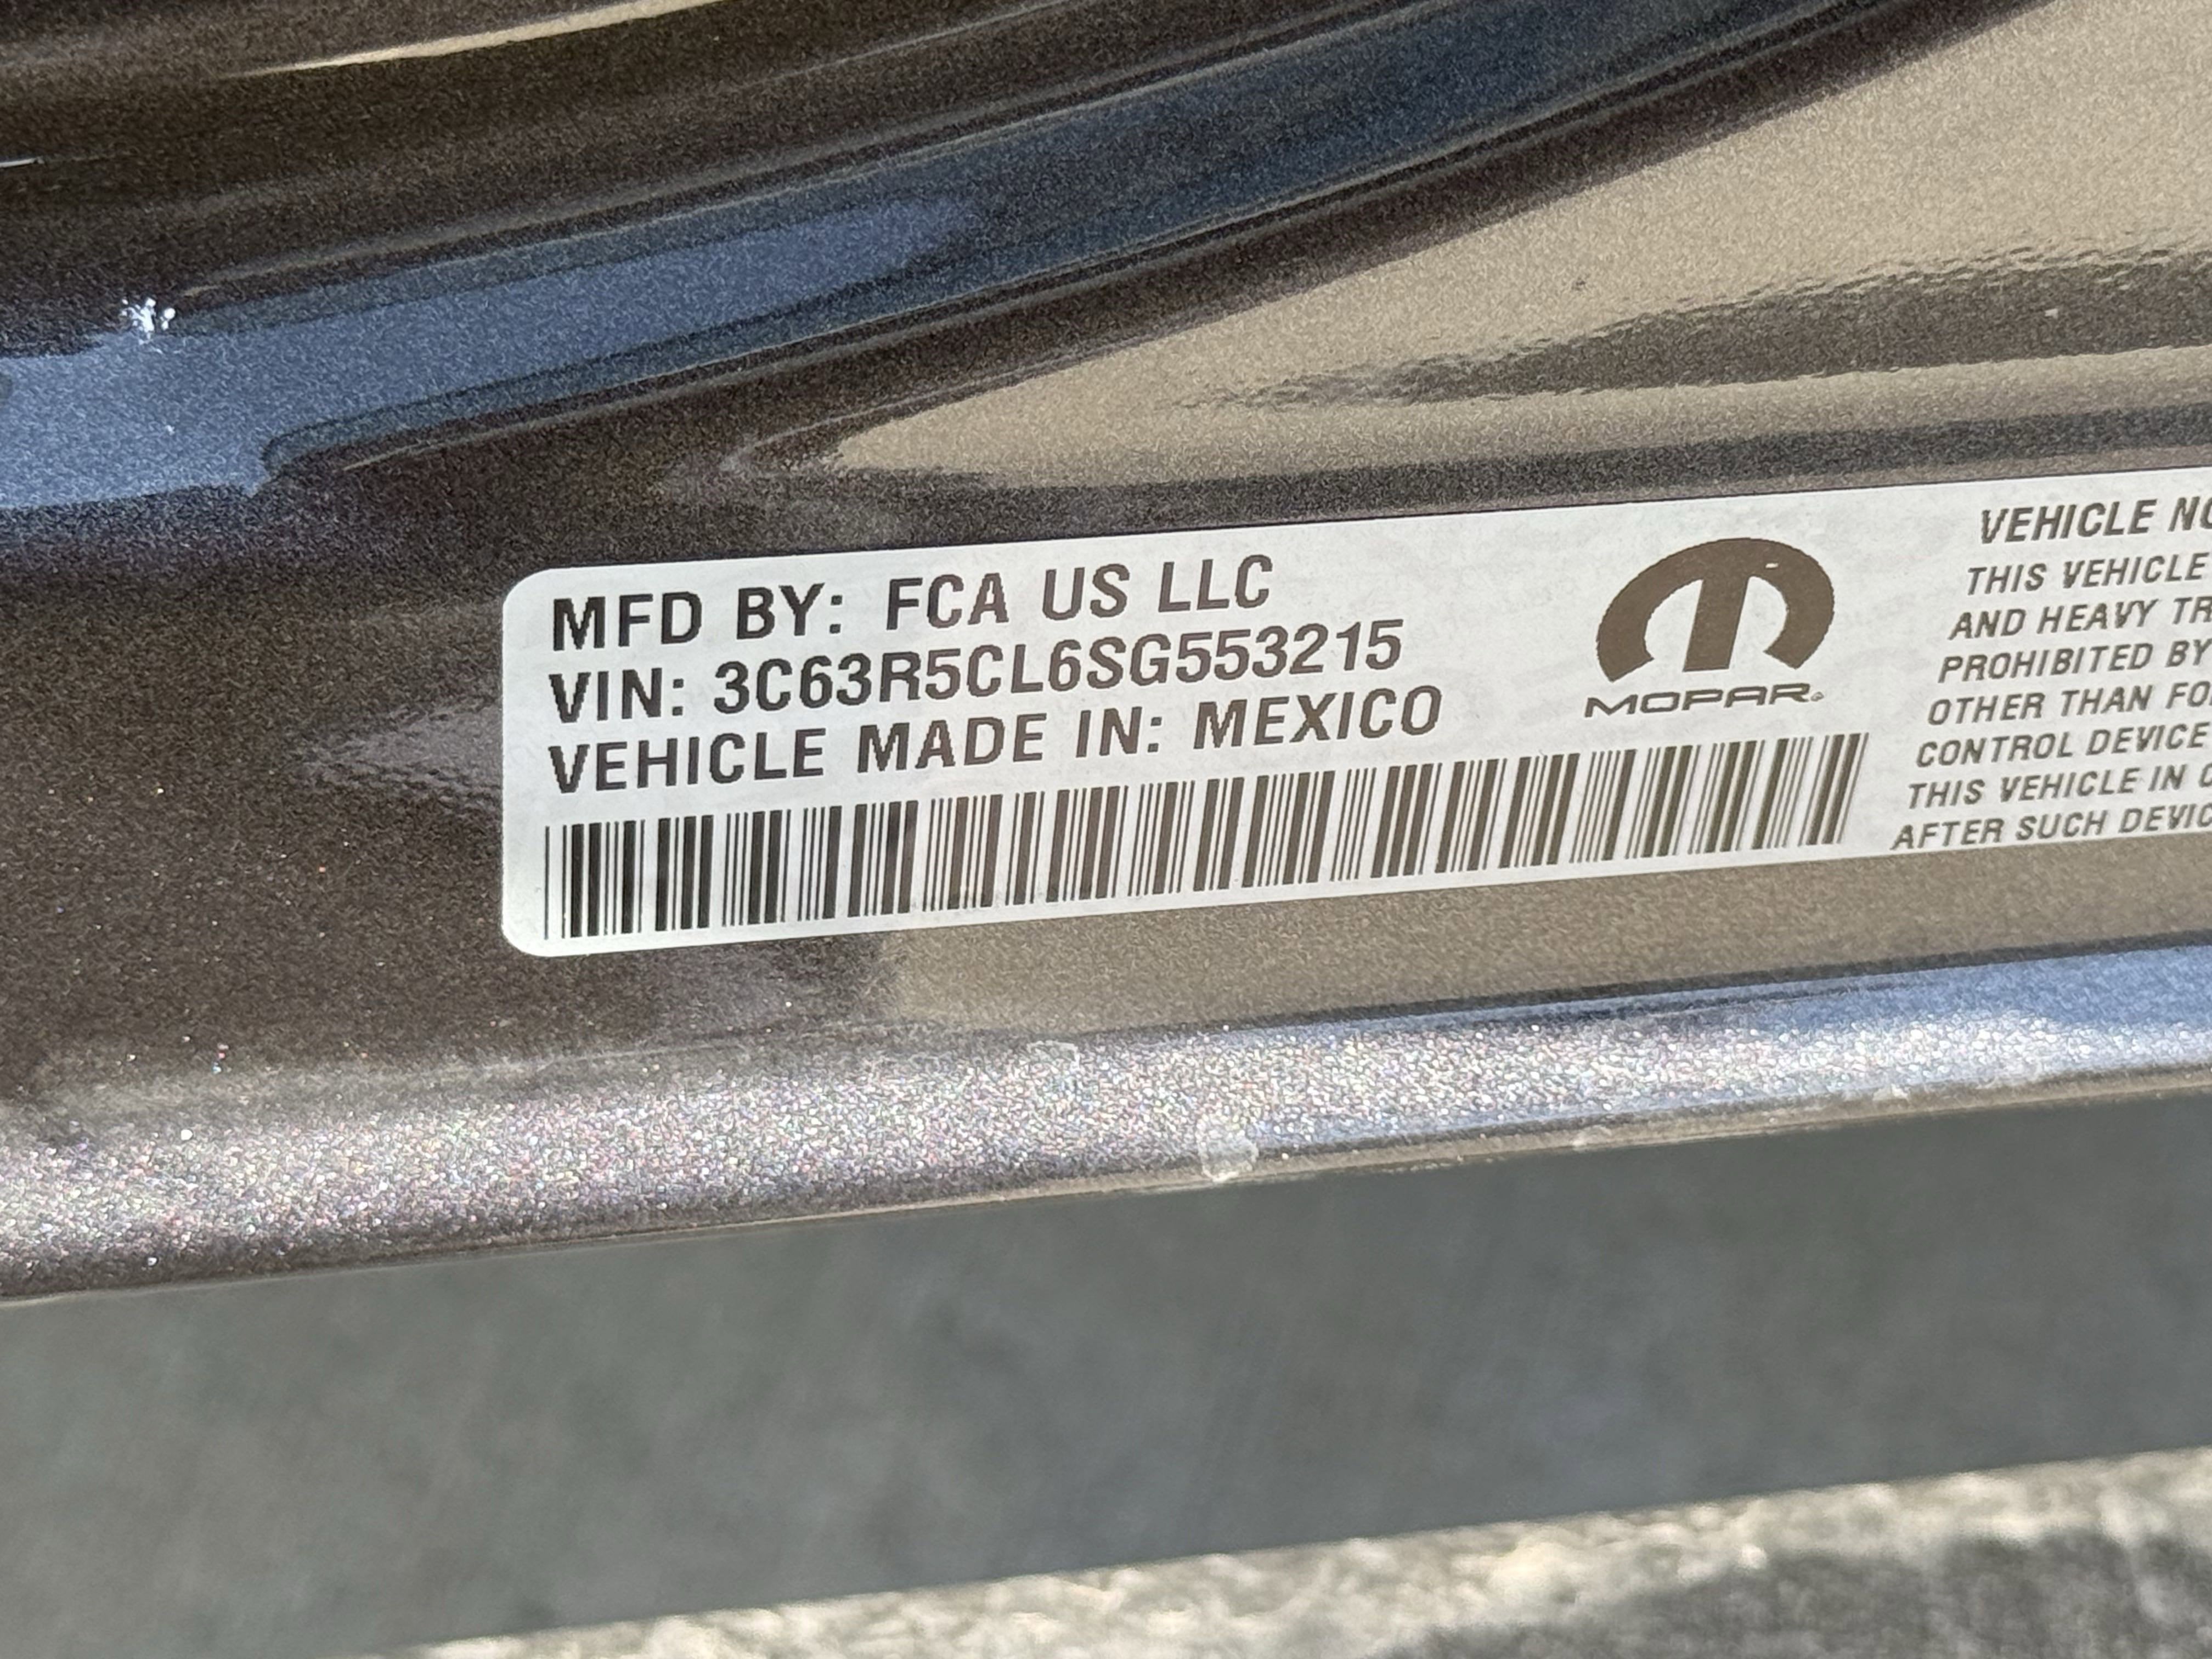 MFD BY: FCA US LLC
VIN: 3C63R5CL6SG553215
VEHICLE MADE IN: MEXICO
MOPAR®
VEHICLE
THIS VEHICLE
AND HEAVY
PROHIBITED BY
OTHER THAN
CONTROL DEVICE
THIS VEHICLE IN
AFTER SUCH